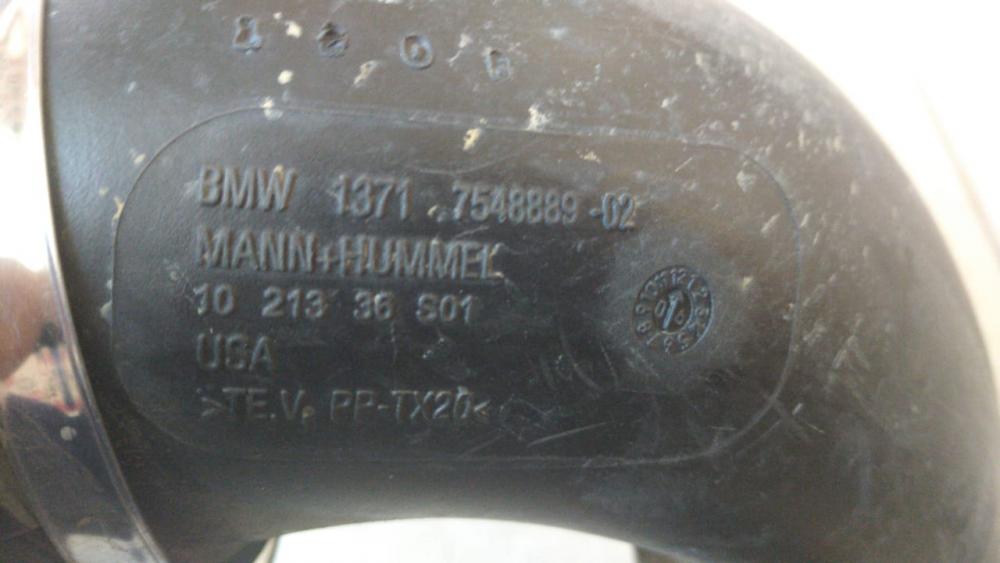 BMW 1371 7548889-02
MANN+HUMMEL
10 213 36 S01
USA
>TE.V. PP-TX20<